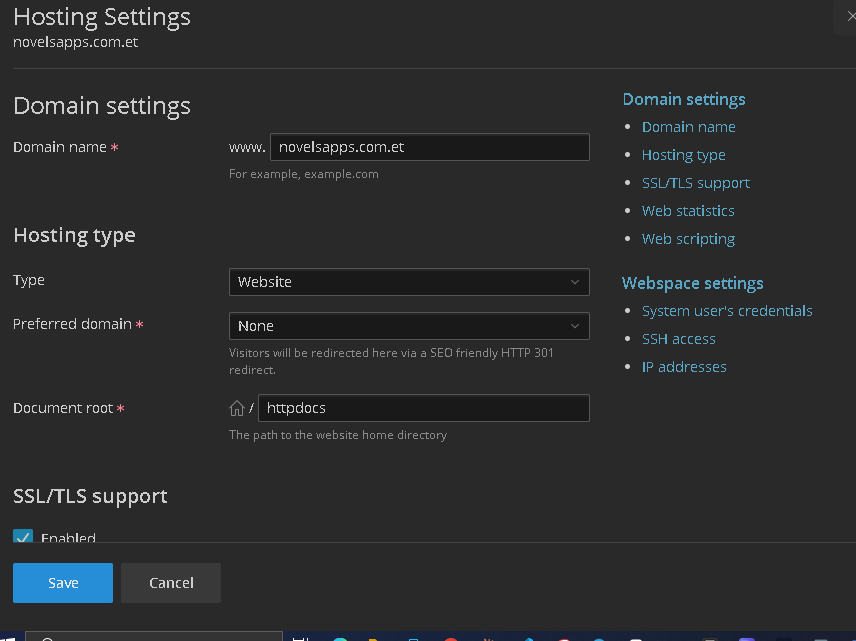 Hosting Settings
novelsapps.com.et
Domain settings
Domain name *
www. novelsapps.com.et
For example, example.com
Hosting type
Type
Website
Preferred domain *
None
Visitors will be redirected here via a SEO friendly HTTP 301
redirect.
Document root *
/ httpdocs
The path to the website home directory
SSL/TLS support
Enabled
Save
Cancel
Domain settings
• Domain name
• Hosting type
• SSL/TLS support
• Web statistics
• Web scripting
Webspace settings
• System user's credentials
• SSH access
• IP addresses